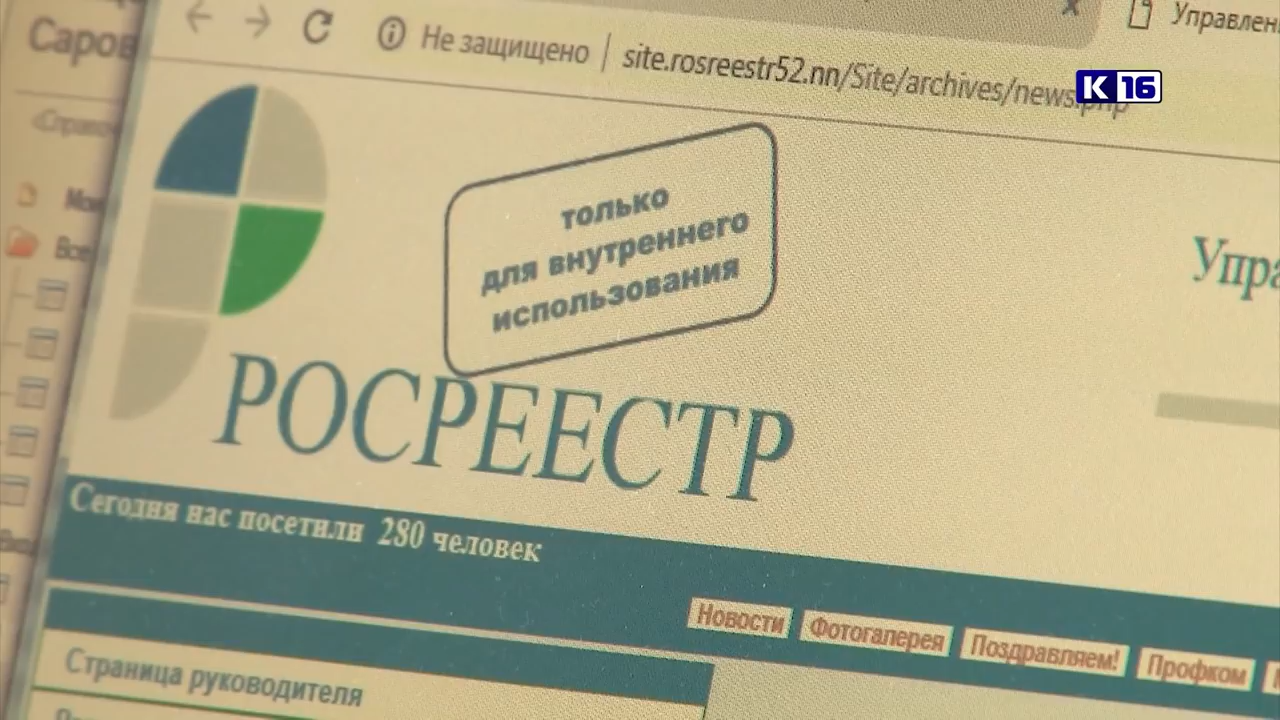 Саров
Не защищено
site.rosreestr52.nn/Site/archives/news.php
Управлен
К 16
только
для внутреннего
использования
Упра
РОСРЕЕСТР
Все
Сегодня нас посетили 280 человек
Новости
Фотогалерея
Поздравляем!
Профком
Страница руководителя